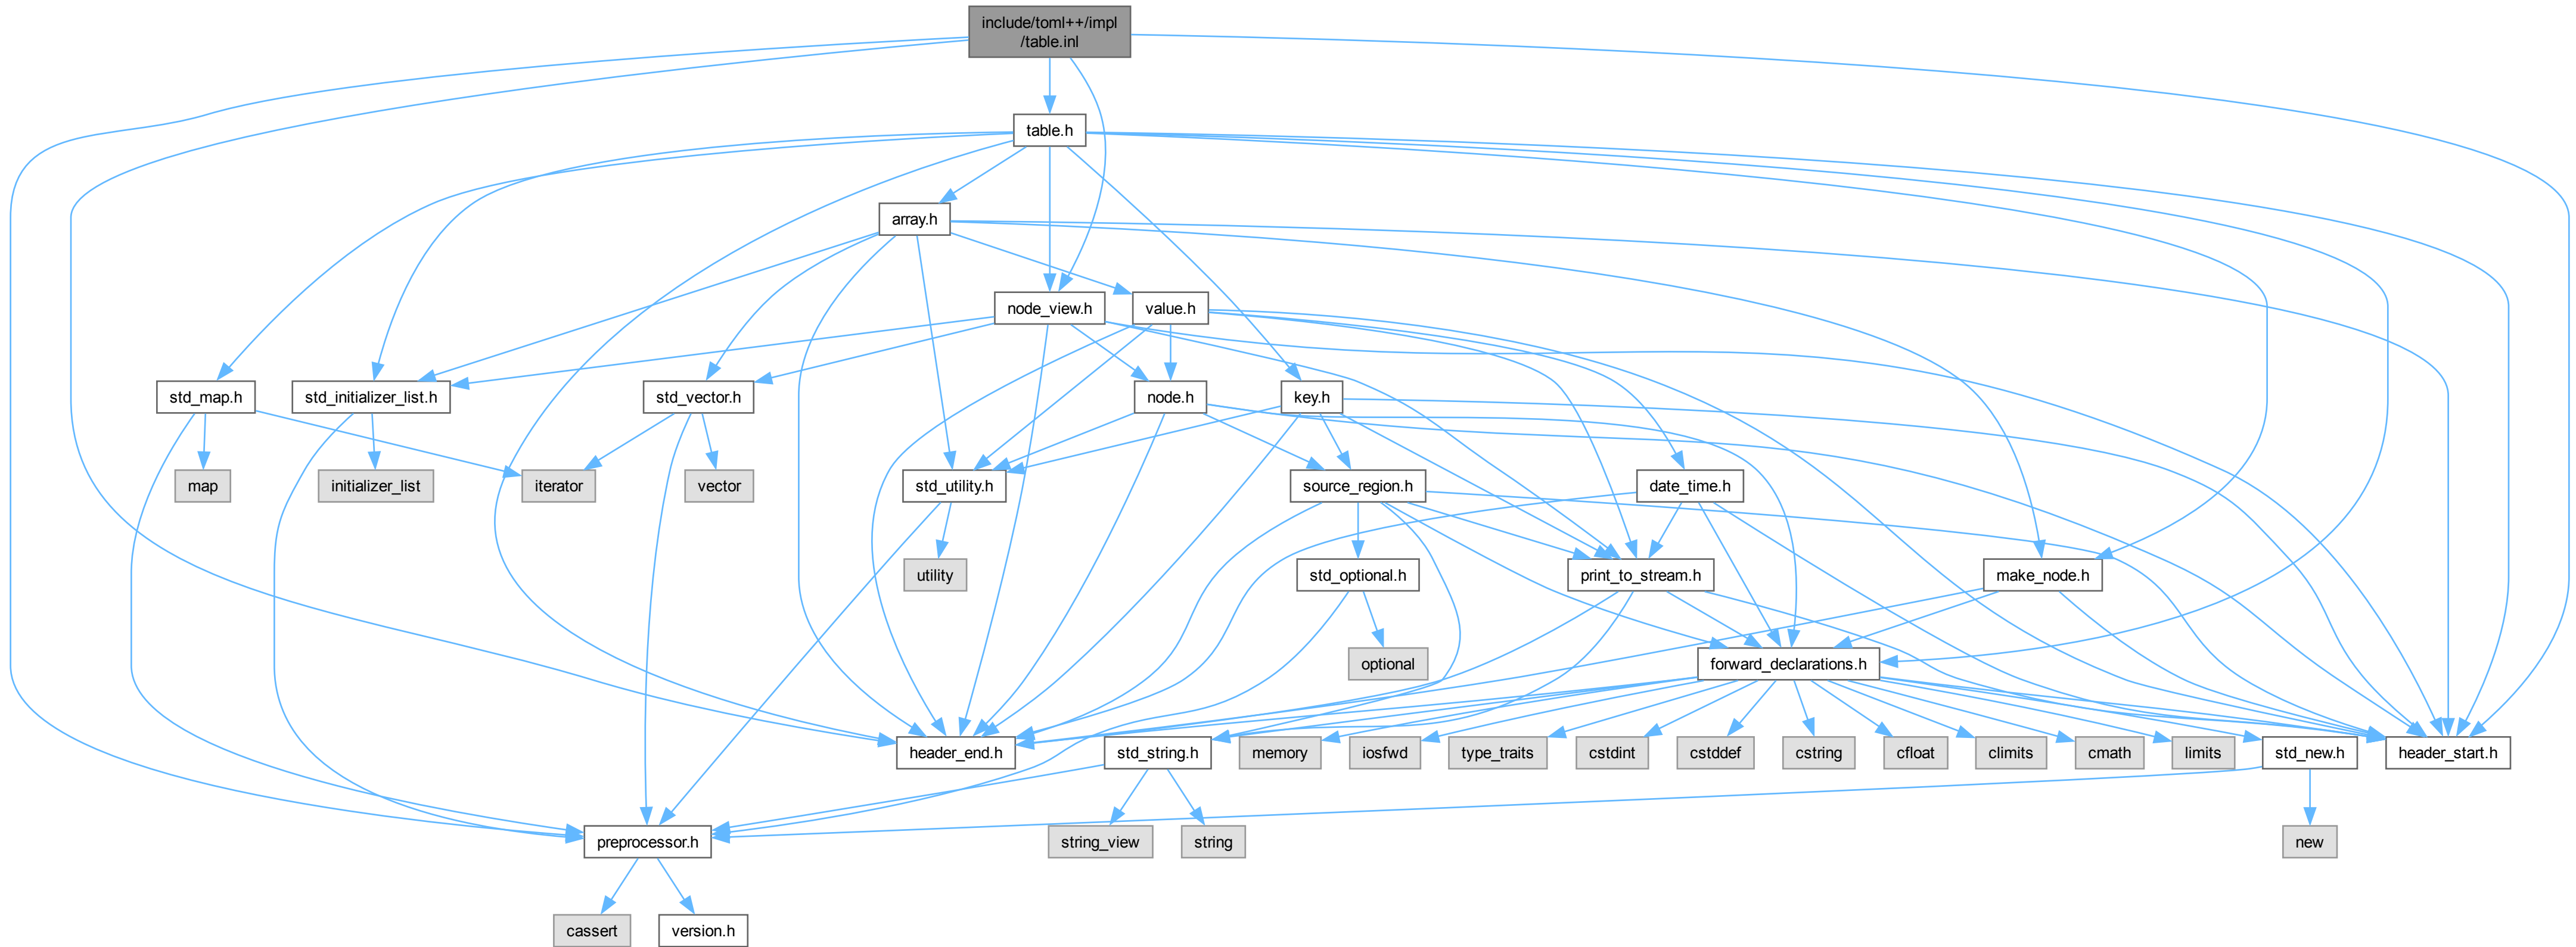 include/toml++/impl
/table.inl
table.h
array.h
node_view.h
value.h
std_map.h
std_initializer_list.h
std_vector.h
node.h
key.h
map
initializer_list
iterator
vector
std_utility.h
source_region.h
date_time.h
utility
std_optional.h
print_to_stream.h
make_node.h
optional
forward_declarations.h
header_end.h
std_string.h
memory
iosfwd
type_traits
cstdint
cstddef
cstring
cfloat
climits
cmath
limits
std_new.h
header_start.h
preprocessor.h
string_view
string
new
cassert
version.h